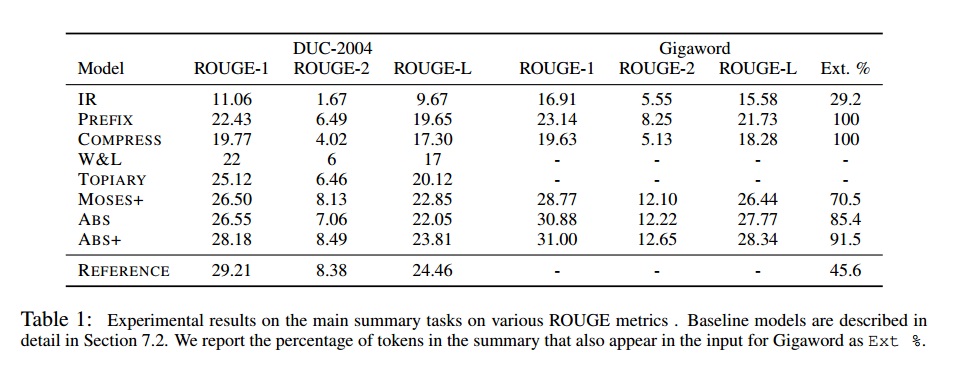 DUC-2004 Gigaword
Model ROUGE-1 ROUGE-2 ROUGE-L ROUGE-1 ROUGE-2 ROUGE-L Ext. %
IR 11.06 1.67 9.67 16.91 5.55 15.58 29.2
PREFIX 22.43 6.49 19.65 23.14 8.25 21.73 100
COMPRESS 19.77 4.02 17.30 19.63 5.13 18.28 100
W&L 22 6 17 - - - -
TOPIARY 25.12 6.46 20.12 - - - -
MOSES+ 26.50 8.13 22.85 28.77 12.10 26.44 70.5
ABS 26.55 7.06 22.05 30.88 12.22 27.77 85.4
ABS+ 28.18 8.49 23.81 31.00 12.65 28.34 91.5
REFERENCE 29.21 8.38 24.46 - - - 45.6
Table 1: Experimental results on the main summary tasks on various ROUGE metrics . Baseline models are described in
detail in Section 7.2. We report the percentage of tokens in the summary that also appear in the input for Gigaword as Ext %.